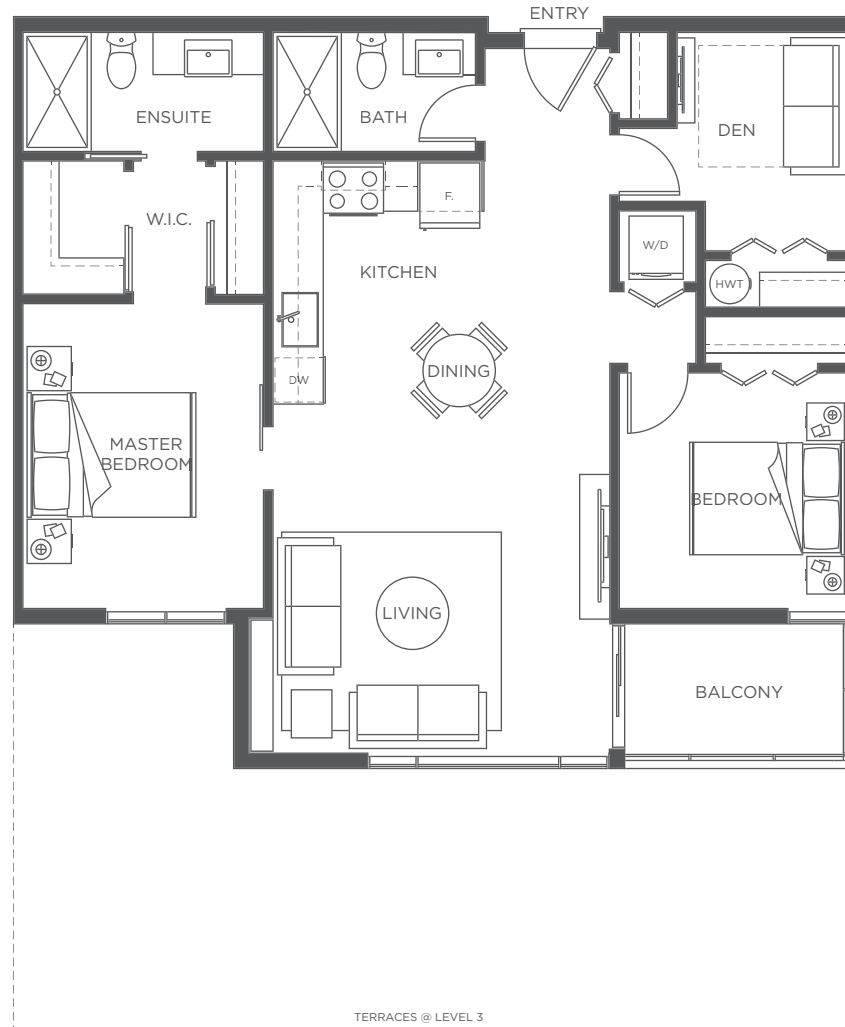 ENTRY
ENSUITE
BATH
DEN
F.
W.I.C.
W/D
KITCHEN
HWT
DINING
DW
MASTER
BEDROOM
BEDROOM
LIVING
BALCONY
TERRACES @ LEVEL 3